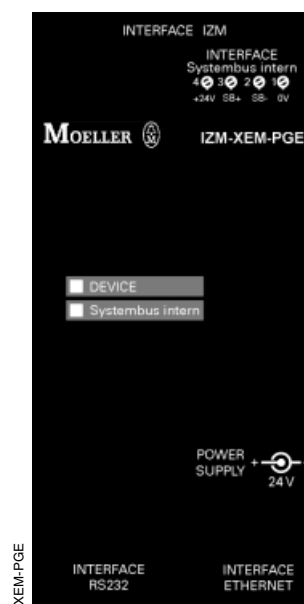 INTERFACE IZM
INTERFACE
Systembus intern
4 3 2 1
+24V SB+ SB- 0V
MOELLER
IZM-XEM-PGE
DEVICE
Systembus intern
POWER
SUPPLY
+ -
24 V
INTERFACE
RS232
INTERFACE
ETHERNET
XEM-PGE